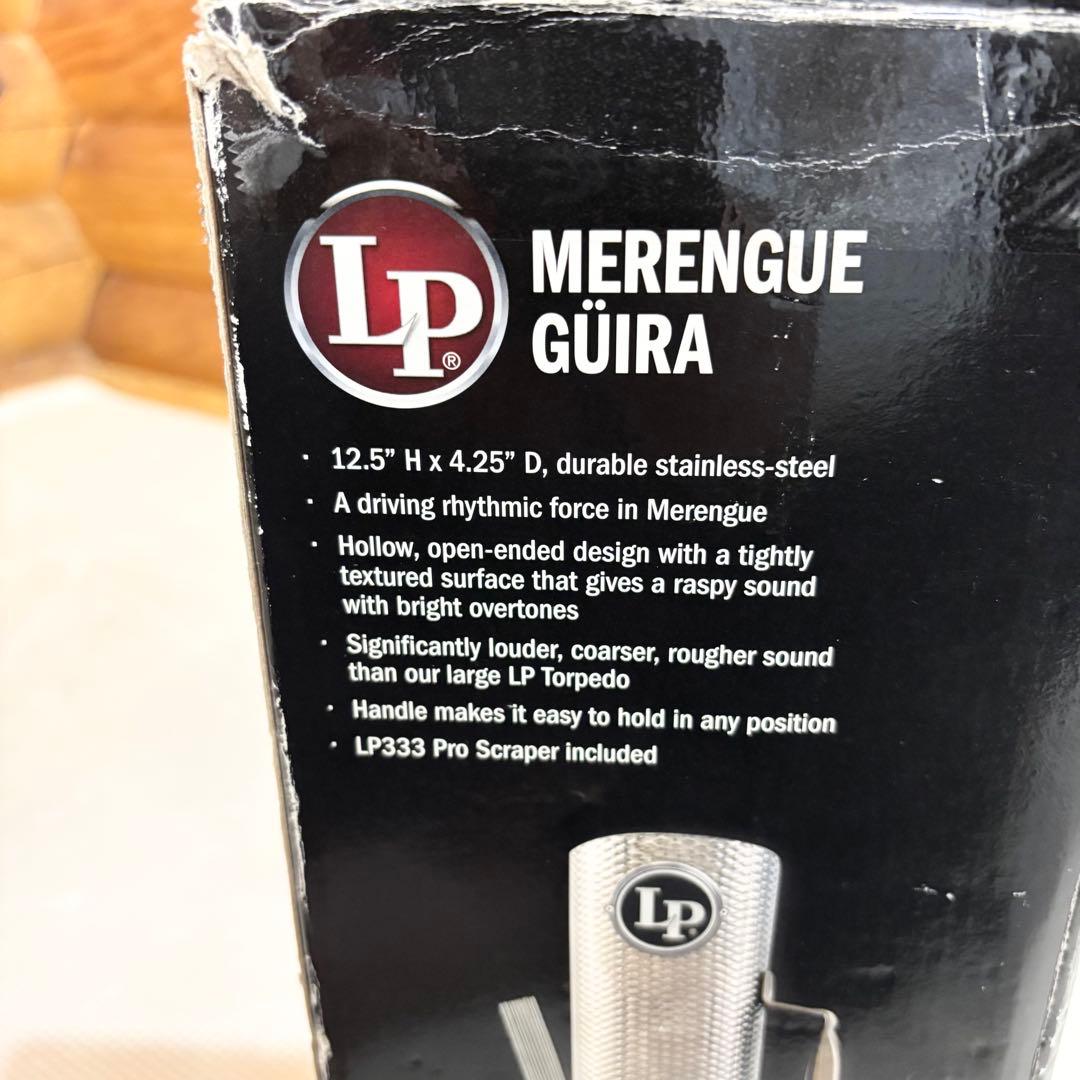 LP®
MERENGUE
GÜIRA
· 12.5” H x 4.25” D, durable stainless-steel
· A driving rhythmic force in Merengue
· Hollow, open-ended design with a tightly
textured surface that gives a raspy sound
with bright overtones
· Significantly louder, coarser, rougher sound
than our large LP Torpedo
· Handle makes it easy to hold in any position
· LP333 Pro Scraper included
LP®